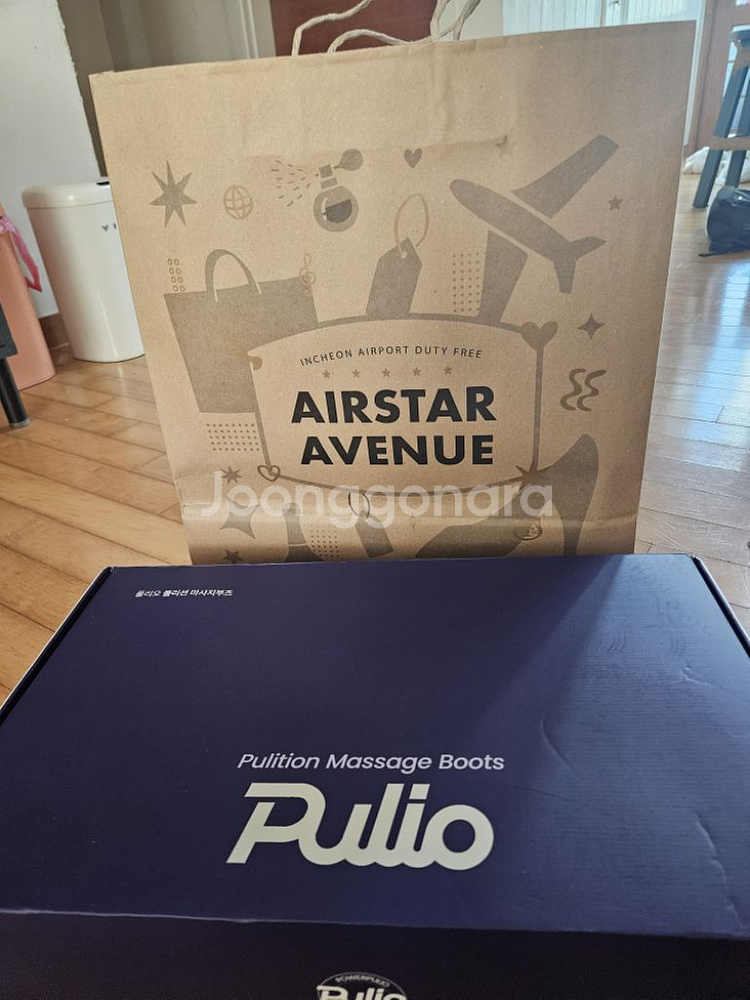 INCHEON AIRPORT DUTY FREE
AIRSTAR
AVENUE
Joonggonara
풀리오 풀리션 마사지부츠
Pulition Massage Boots
Pulio
POWERPULIO
Pulio